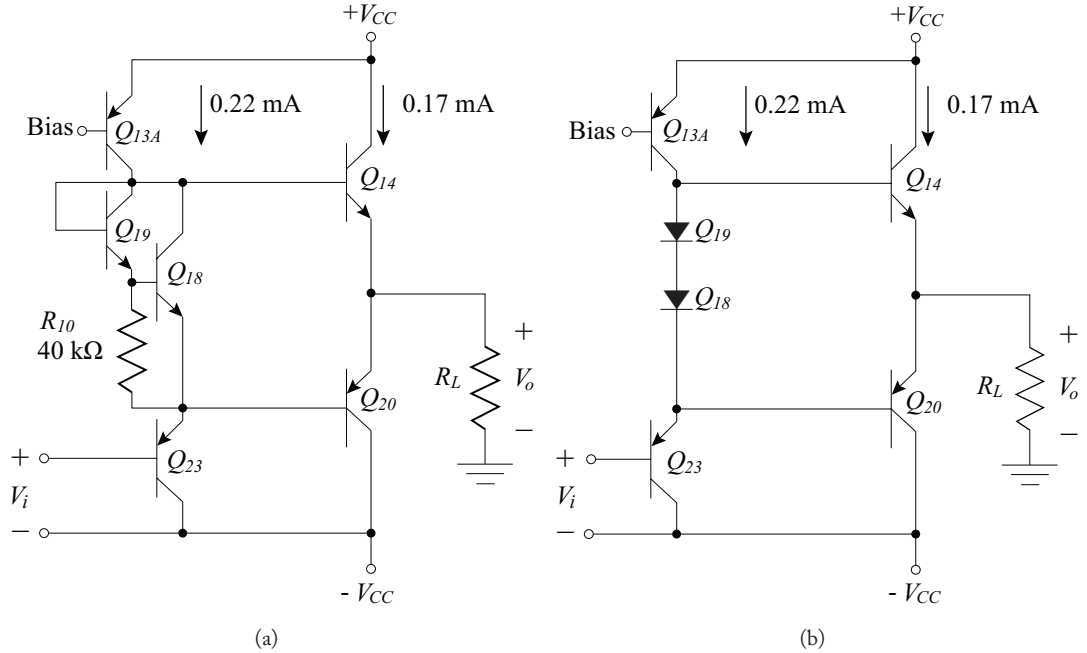 +V_CC
0.22 mA
0.17 mA
Bias
Q_13A
Q_14
Q_19
Q_18
R_10
40 kΩ
+
R_L
V_o
Q_20
−
+
Q_23
V_i
−
- V_CC
(a)
+V_CC
0.22 mA
0.17 mA
Bias
Q_13A
Q_14
Q_19
Q_18
+
R_L
V_o
Q_20
−
+
Q_23
V_i
−
- V_CC
(b)